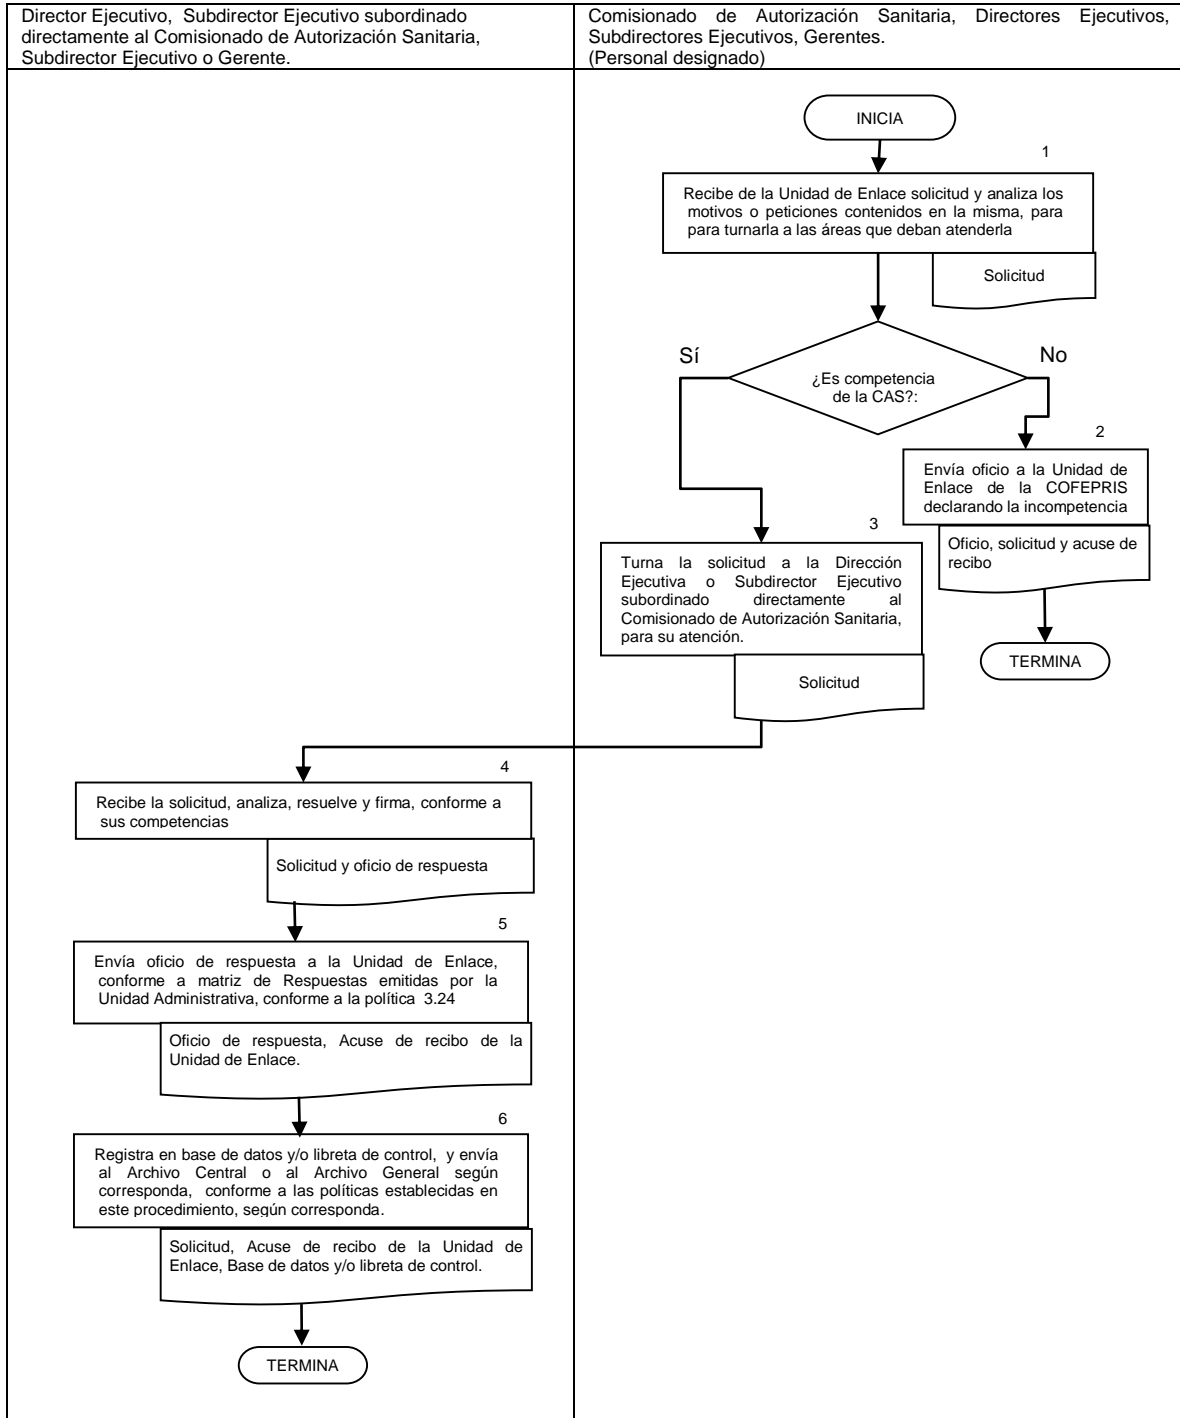 Director Ejecutivo, Subdirector Ejecutivo subordinado
directamente al Comisionado de Autorización Sanitaria,
Subdirector Ejecutivo o Gerente.
Comisionado de Autorización Sanitaria, Directores Ejecutivos,
Subdirectores Ejecutivos, Gerentes.
(Personal designado)
INICIA
1
Recibe de la Unidad de Enlace solicitud y analiza los
motivos o peticiones contenidos en la misma, para
para turnarla a las áreas que deban atenderla
Solicitud
Sí
No
¿Es competencia
de la CAS?:
2
Envía oficio a la Unidad de
Enlace de la COFEPRIS
declarando la incompetencia
Oficio, solicitud y acuse de
recibo
TERMINA
3
Turna la solicitud a la Dirección
Ejecutiva o Subdirector Ejecutivo
subordinado directamente al
Comisionado de Autorización Sanitaria,
para su atención.
Solicitud
4
Recibe la solicitud, analiza, resuelve y firma, conforme a
sus competencias
Solicitud y oficio de respuesta
5
Envía oficio de respuesta a la Unidad de Enlace,
conforme a matriz de Respuestas emitidas por la
Unidad Administrativa, conforme a la política 3.24
Oficio de respuesta, Acuse de recibo de la
Unidad de Enlace.
6
Registra en base de datos y/o libreta de control, y envía
al Archivo Central o al Archivo General según
corresponda, conforme a las políticas establecidas en
este procedimiento, según corresponda.
Solicitud, Acuse de recibo de la Unidad de
Enlace, Base de datos y/o libreta de control.
TERMINA